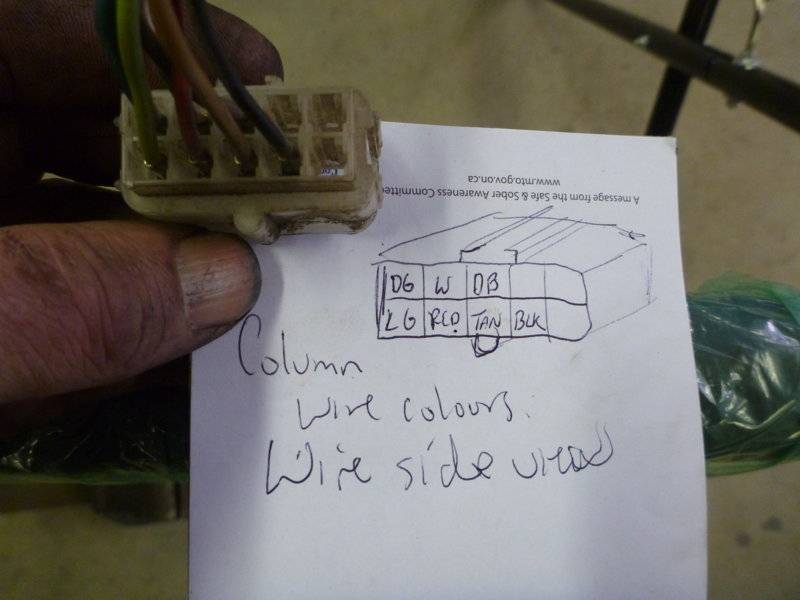 A message from the Safe & Sober Awareness Committee
www.mto.gov.on.ca
DG W DB
LG RED TAN BLK
Column
wire colours.
Wire side view